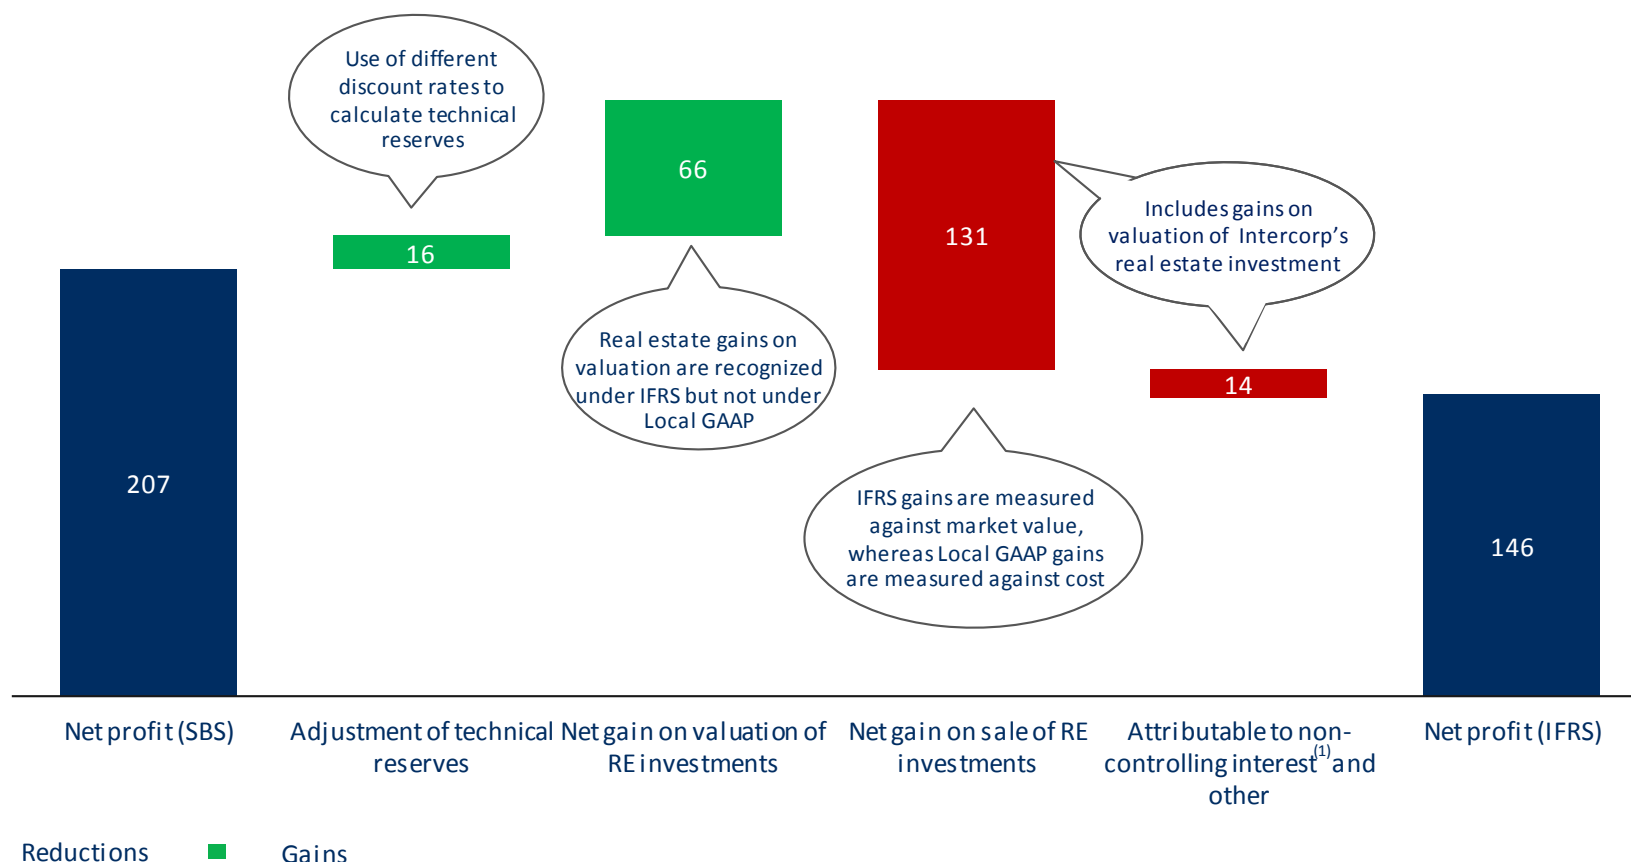 Use of different
discount rates to
calculate technical
reserves
66
Includes gains on
valuation of Intercorp's
real estate investment
131
16
Real estate gains on
valuation are recognized
under IFRS but not under
Local GAAP
14
207
IFRS gains are measured
against market value,
whereas Local GAAP gains
are measured against cost
146
Net profit (SBS)
Adjustment of technical
reserves
Net gain on valuation of
RE investments
Net gain on sale of RE
investments
Attributable to non-
controlling interest(1) and
other
Net profit (IFRS)
Reductions
Gains